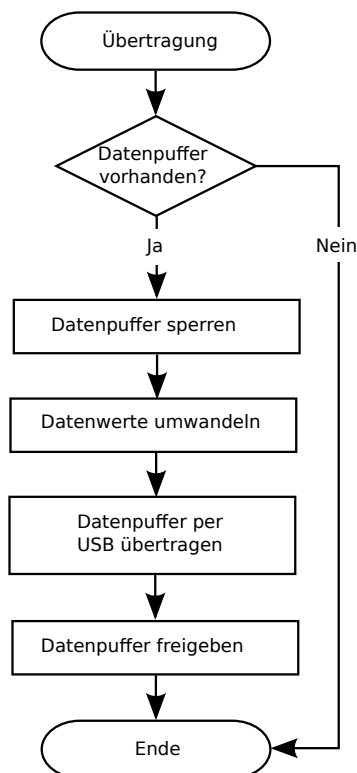 Übertragung
Datenpuffer
vorhanden?
Ja
Nein
Datenpuffer sperren
Datenwerte umwandeln
Datenpuffer per
USB übertragen
Datenpuffer freigeben
Ende